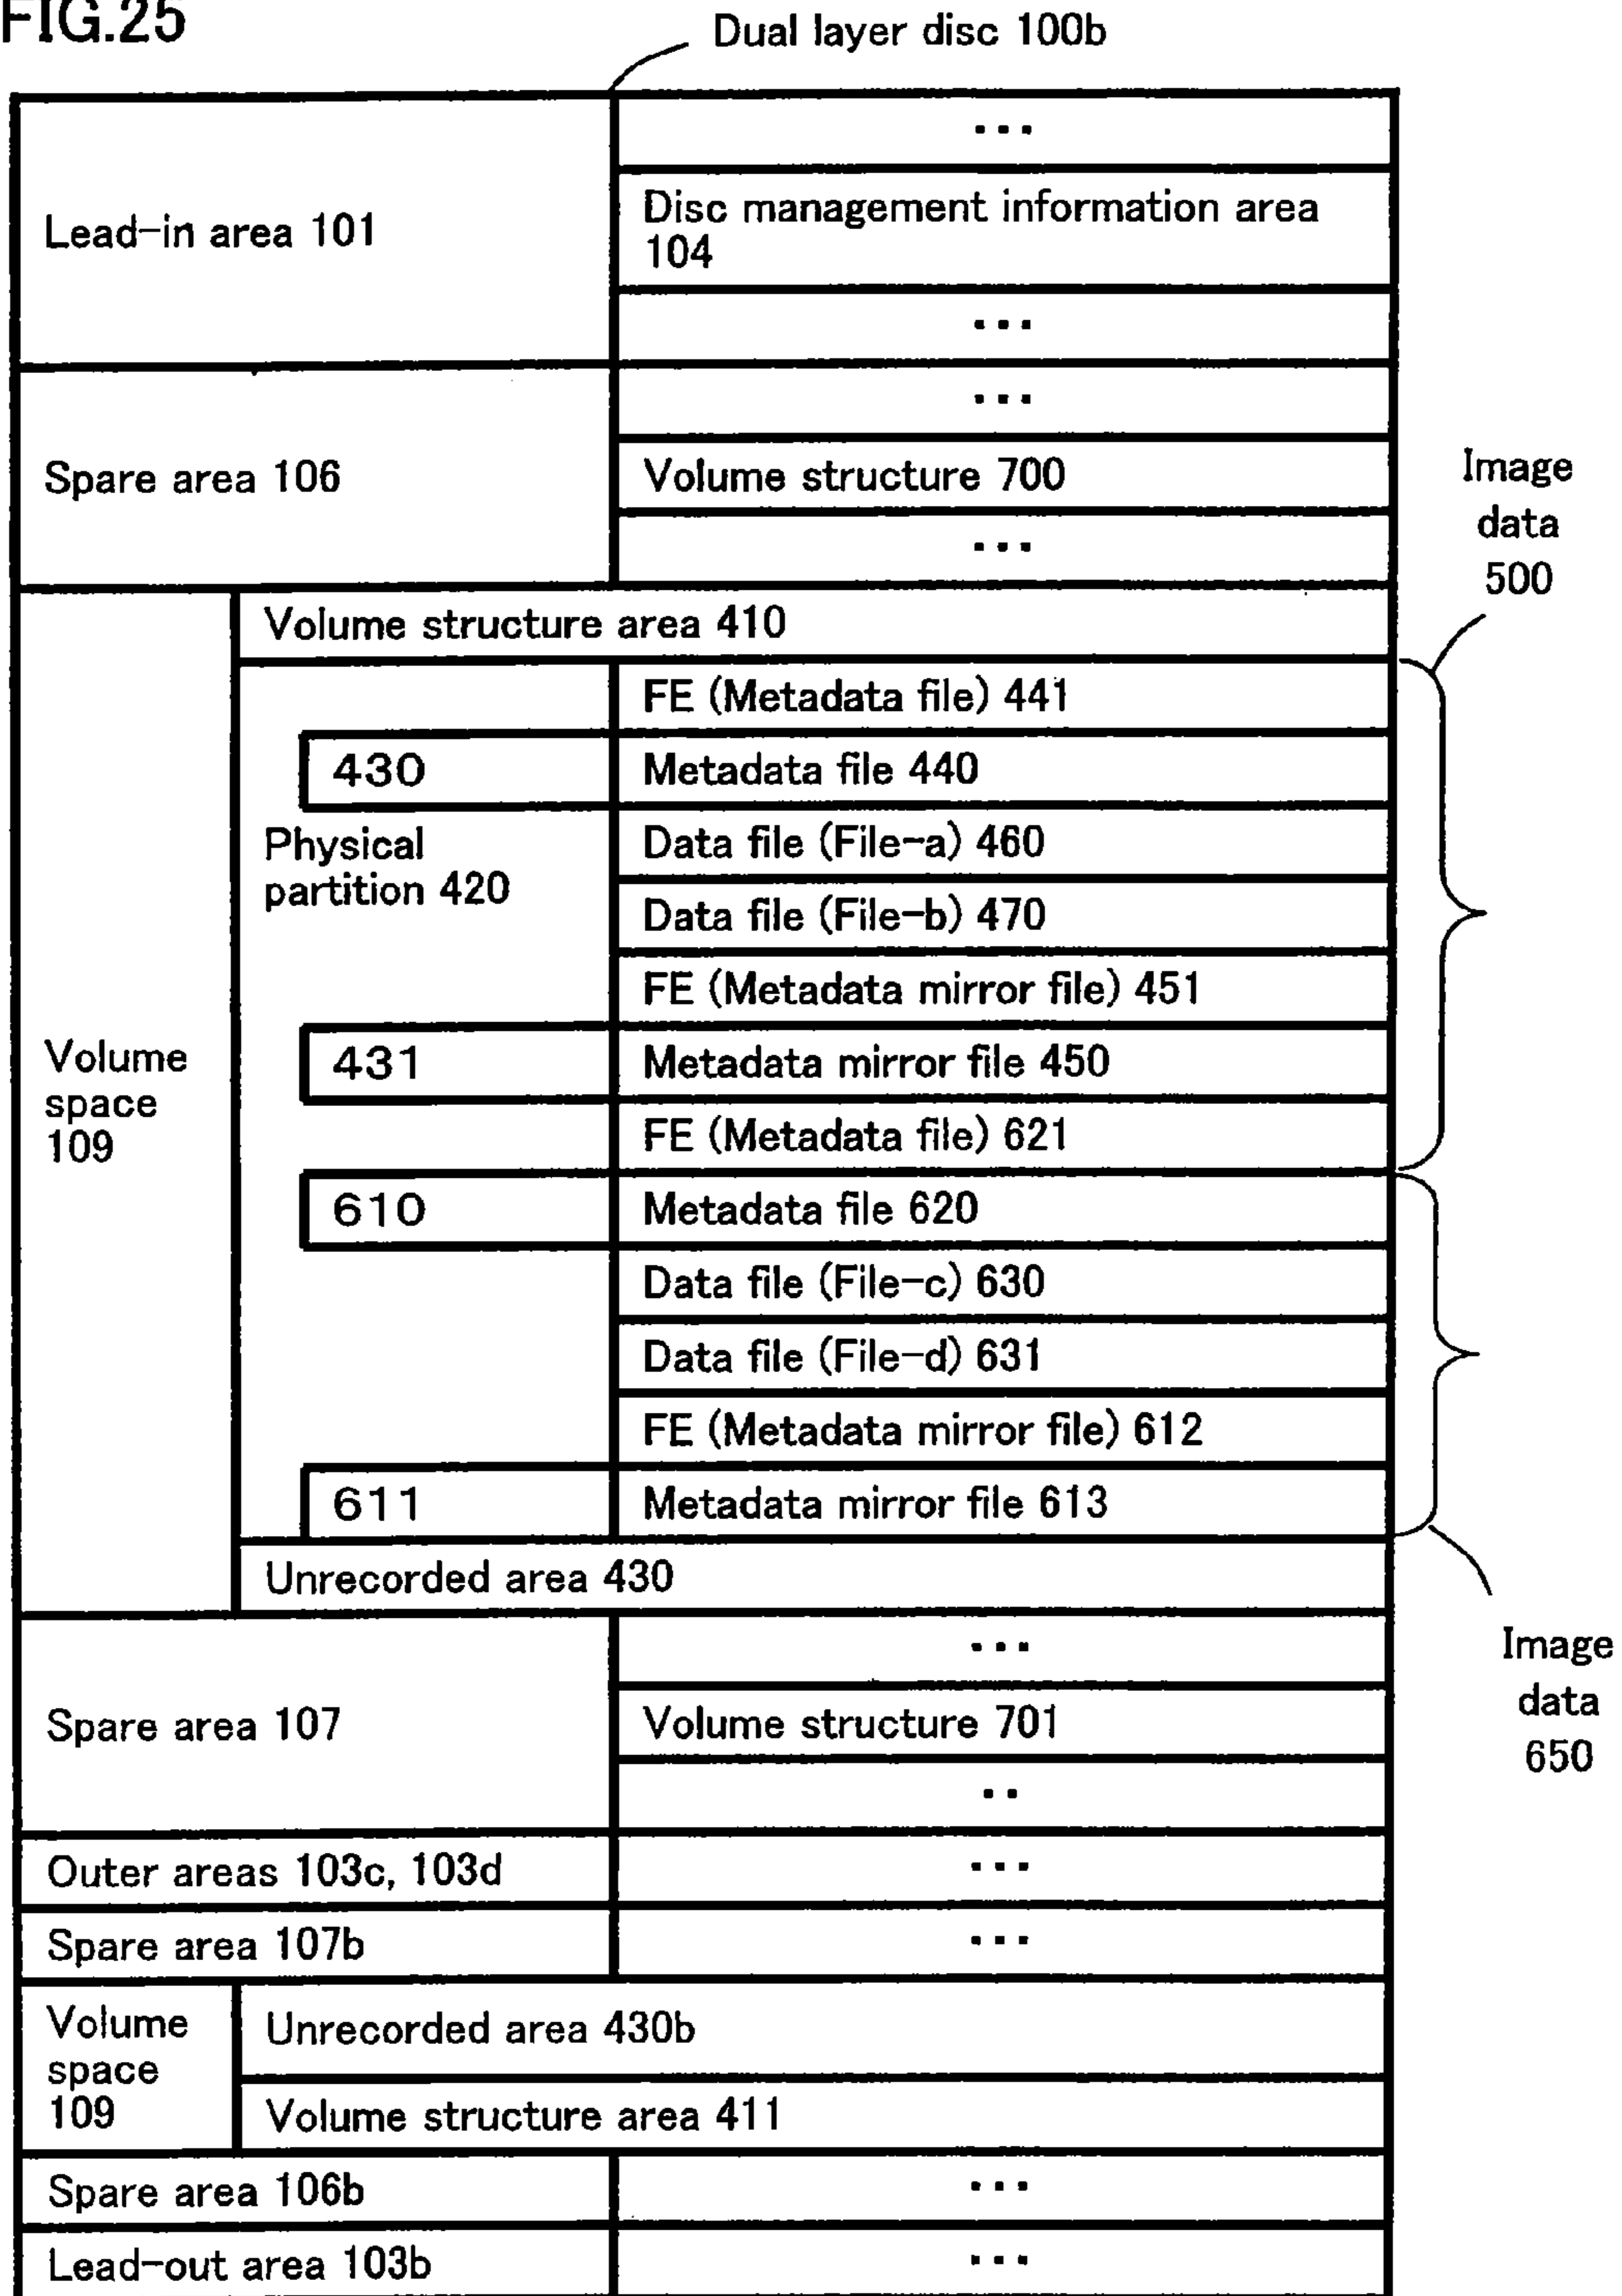 FIG.25
Dual layer disc 100b
...
Lead-in area 101
Disc management information area
104
...
...
Spare area 106
Volume structure 700
...
Image
data
500
Volume structure area 410
FE (Metadata file) 441
430
Metadata file 440
Physical
partition 420
Data file (File-a) 460
Data file (File-b) 470
FE (Metadata mirror file) 451
Volume
space
109
431
Metadata mirror file 450
FE (Metadata file) 621
610
Metadata file 620
Data file (File-c) 630
Data file (File-d) 631
FE (Metadata mirror file) 612
611
Metadata mirror file 613
Unrecorded area 430
Image
data
650
...
Spare area 107
Volume structure 701
..
Outer areas 103c, 103d
...
Spare area 107b
...
Volume
space
109
Unrecorded area 430b
Volume structure area 411
Spare area 106b
...
Lead-out area 103b
...